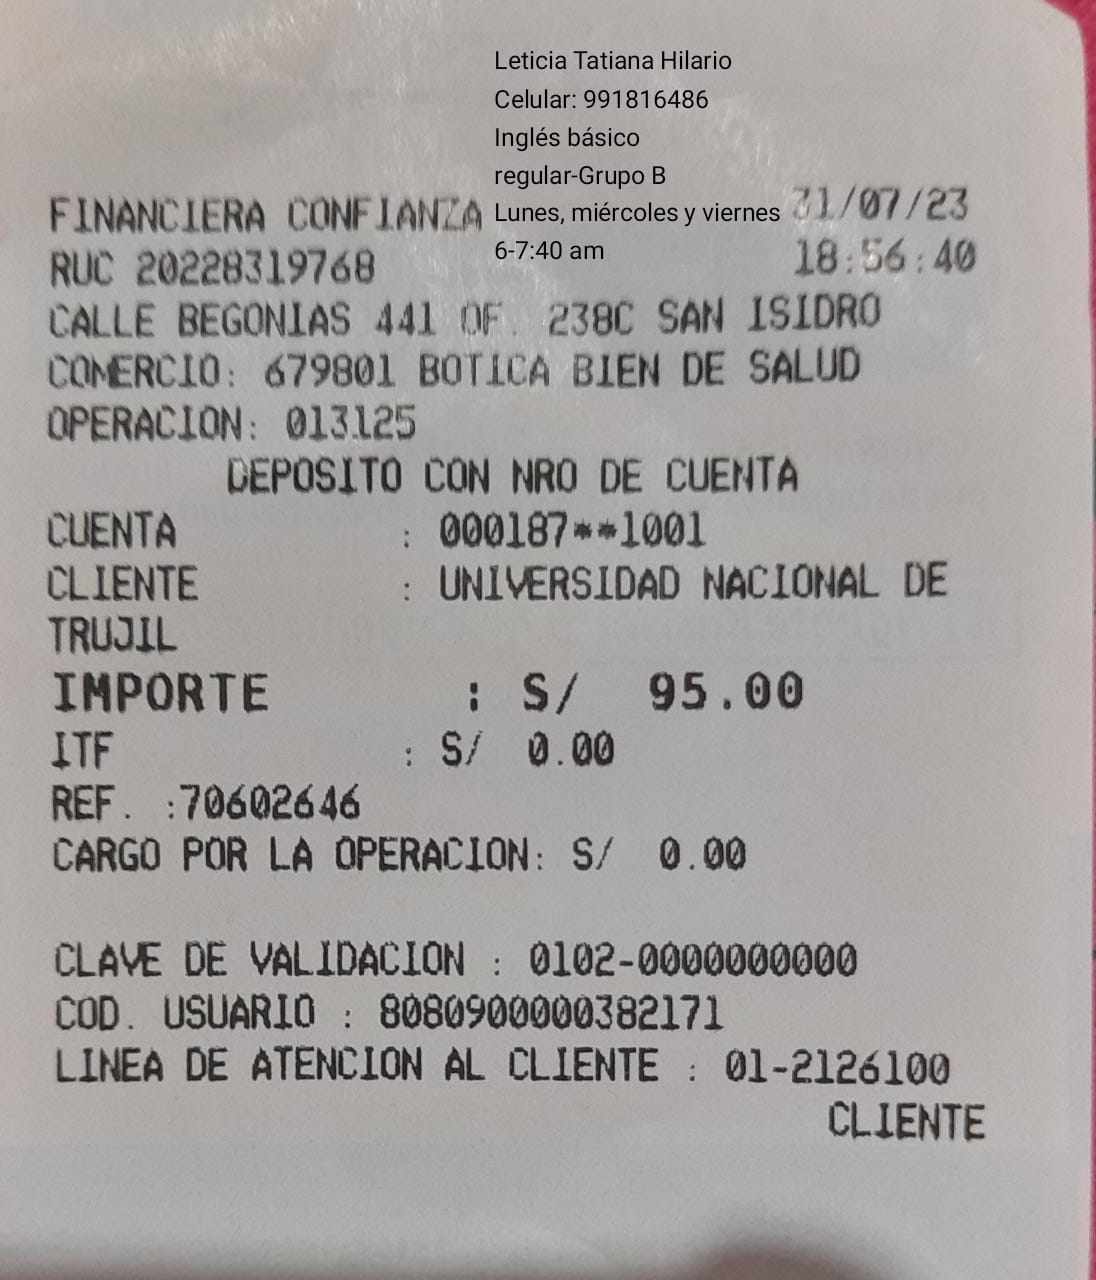 Leticia Tatiana Hilario
Celular: 991816486
Inglés básico
regular-Grupo B
Lunes, miércoles y viernes
6-7:40 am
FINANCIERA CONFIANZA 31/07/23
RUC 20228319768 18:56:40
CALLE BEGONIAS 441 OF. 238C SAN ISIDRO
COMERCIO: 679801 BOTICA BIEN DE SALUD
OPERACION: 013125
DEPOSITO CON NRO DE CUENTA
CUENTA : 000187**1001
CLIENTE : UNIVERSIDAD NACIONAL DE
TRUJIL
IMPORTE : S/ 95.00
ITF : S/ 0.00
REF. :70602646
CARGO POR LA OPERACION: S/ 0.00
CLAVE DE VALIDACION : 0102-0000000000
COD. USUARIO : 8080900000382171
LINEA DE ATENCION AL CLIENTE : 01-2126100
CLIENTE